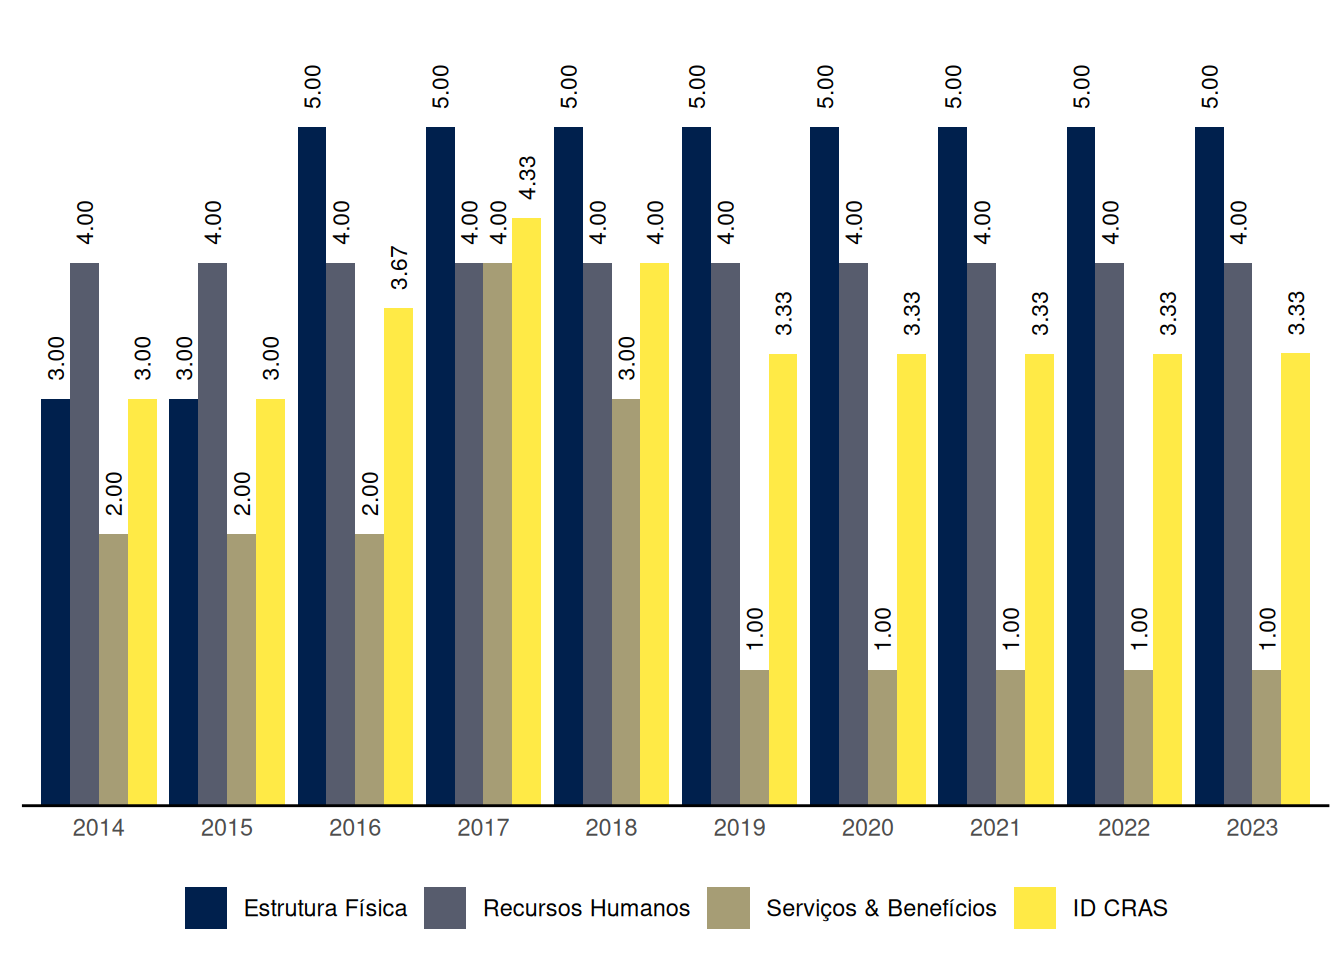 5.00 5.00 5.00 5.00 5.00 5.00 5.00 5.00
4.33
4.00 4.00 4.00 4.00 4.00 4.00 4.00 4.00 4.00 4.00 4.00 4.00
3.67
3.33 3.33 3.33 3.33 3.33
3.00 3.00 3.00 3.00 3.00
2.00 2.00 2.00
1.00 1.00 1.00 1.00 1.00
2014 2015 2016 2017 2018 2019 2020 2021 2022 2023
Estrutura Física Recursos Humanos Serviços & Benefícios ID CRAS